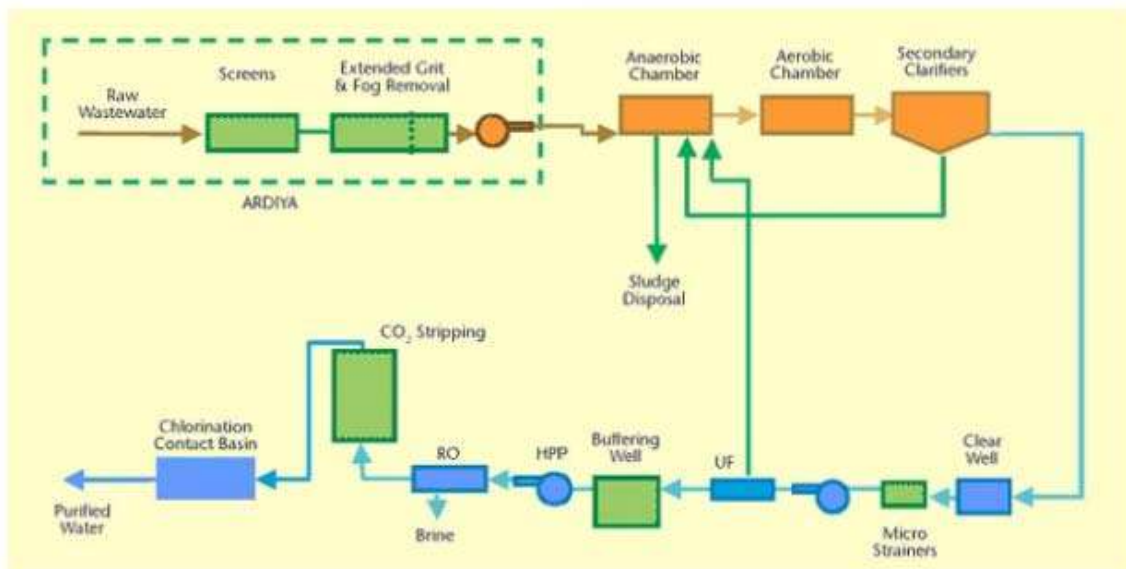 Raw
Wastewater
Screens
Extended Grit
& Fog Removal
ARDIYA
Anaerobic
Chamber
Aerobic
Chamber
Secondary
Clarifiers
Sludge
Disposal
CO₂ Stripping
Chlorination
Contact Basin
Purified
Water
RO
Brine
HPP
Buffering
Well
UF
Micro
Strainers
Clear
Well